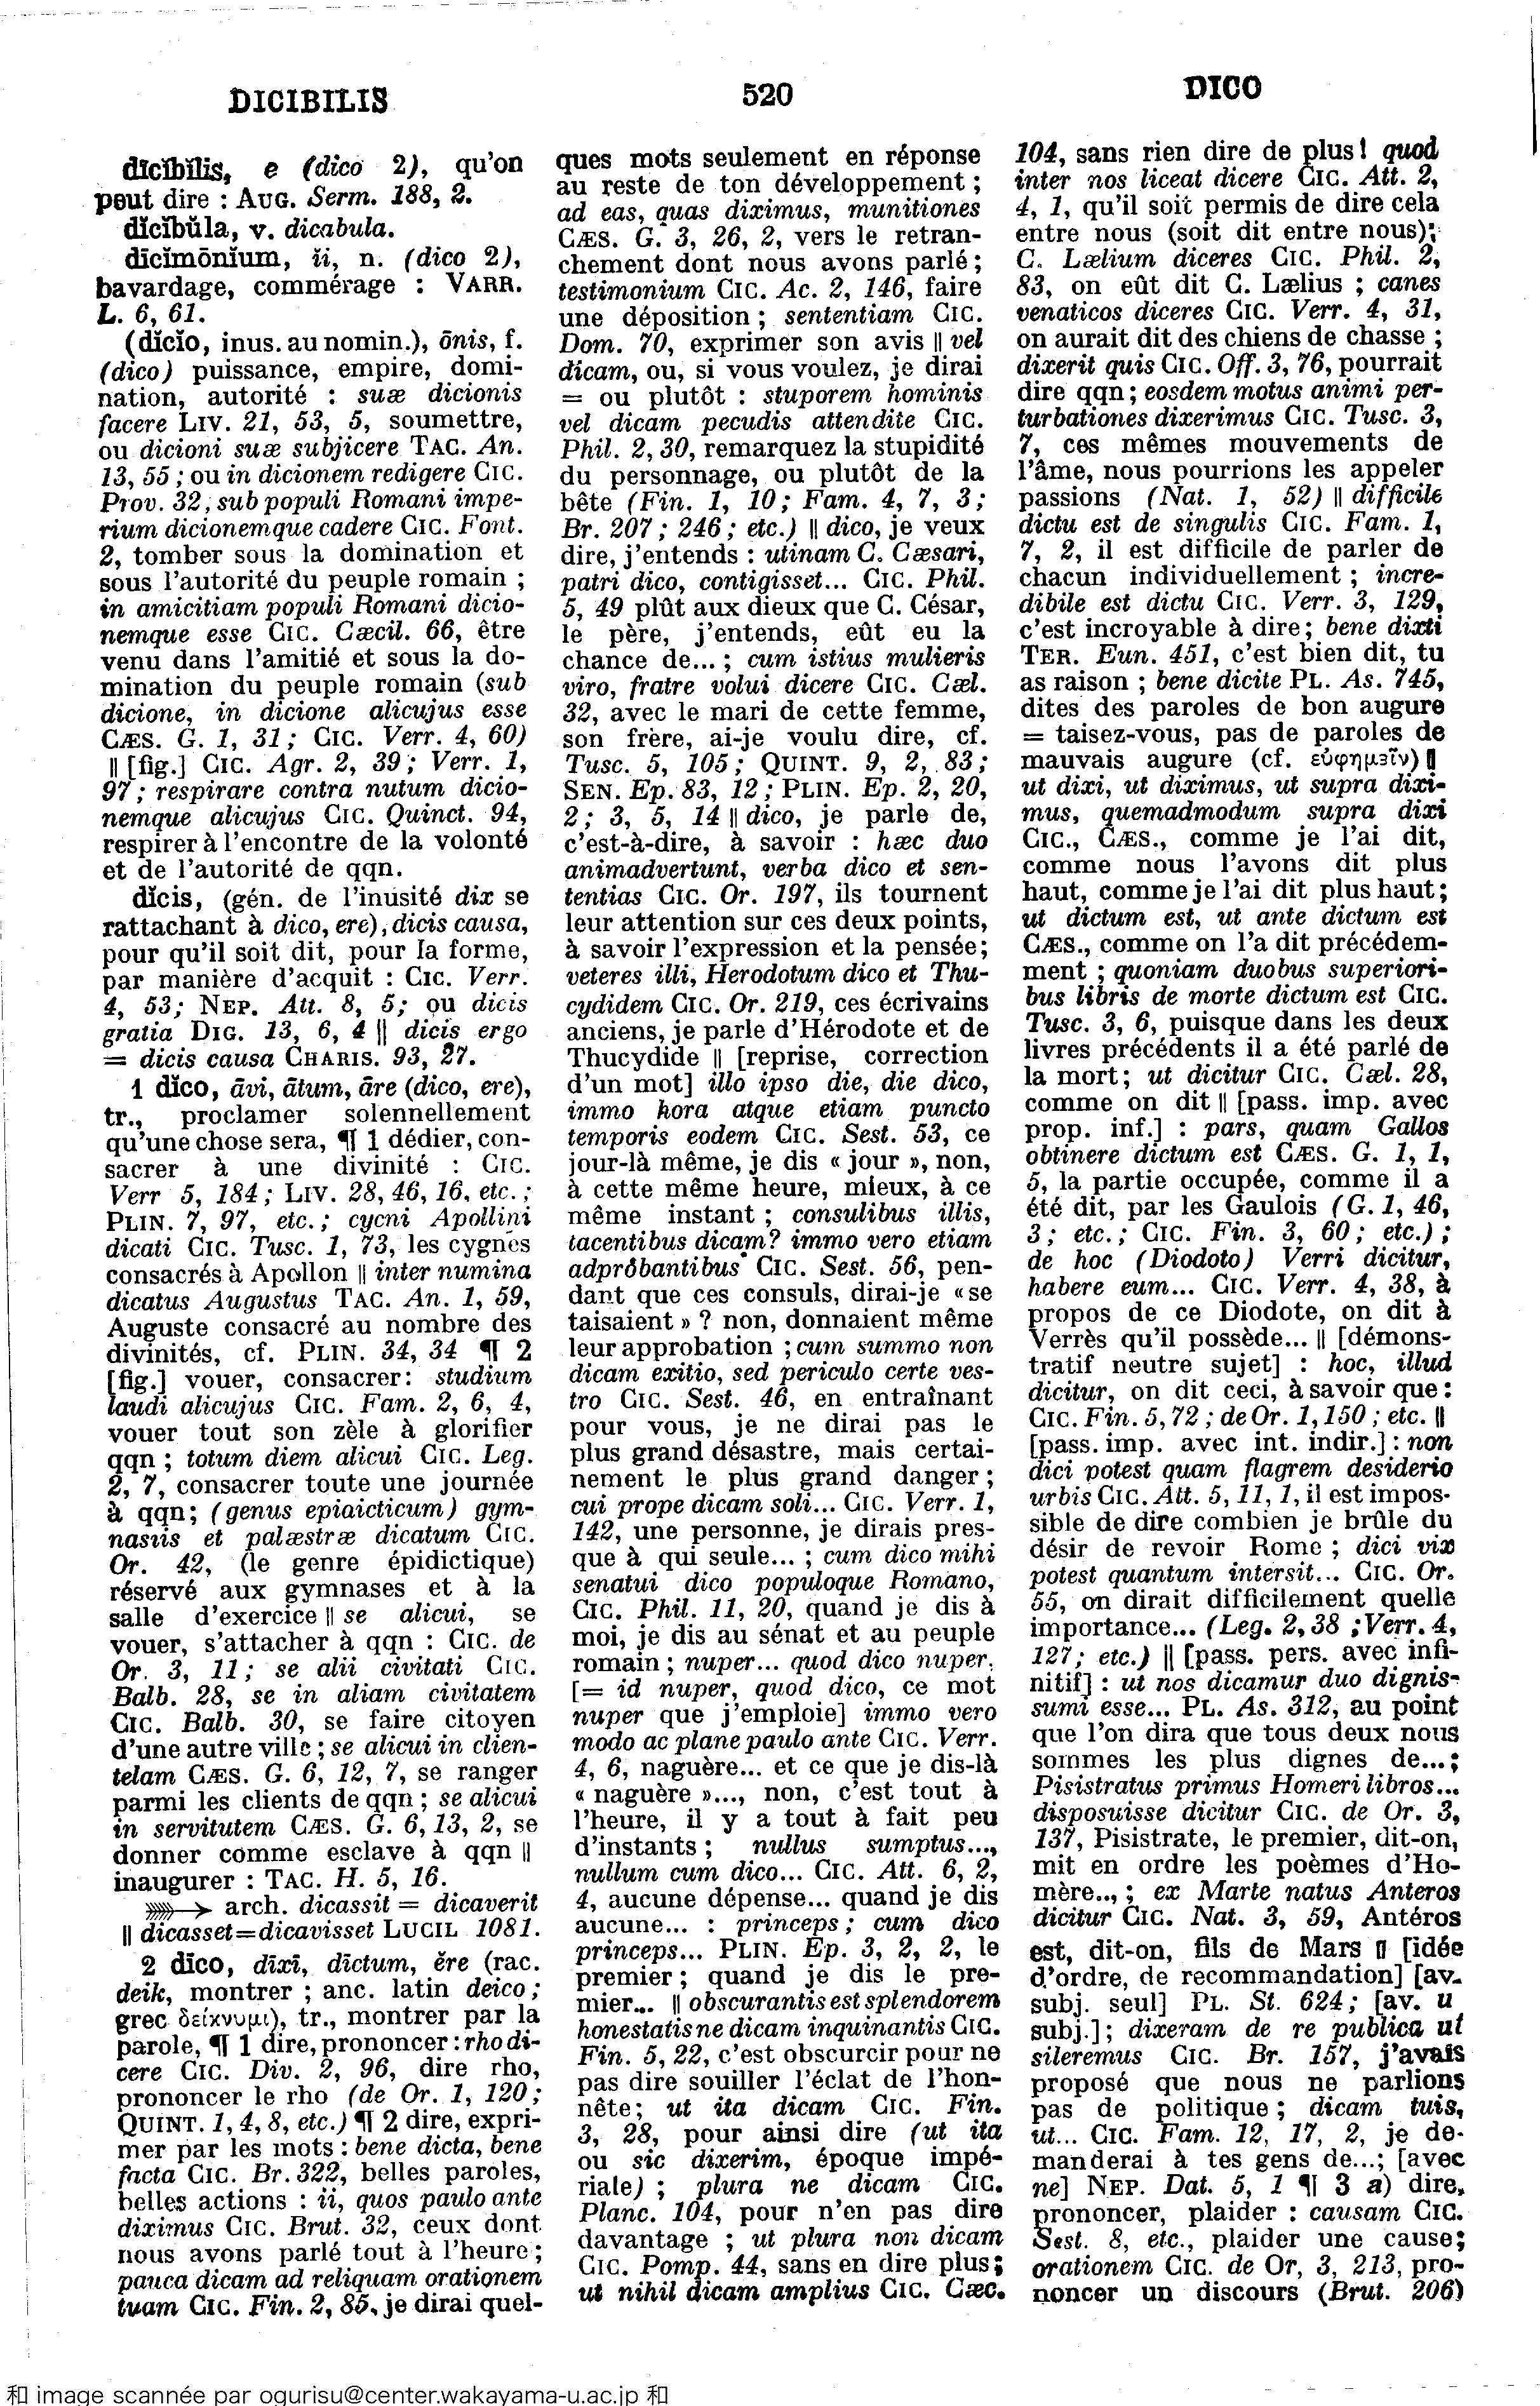 DICIBILIS
520
DICO
dĭcĭbĭlis, e (dico 2), qu'on
peut dire : AUG. Serm. 188, 2.
dĭcĭbŭla, v. dicabula.
dīcĭmōnĭum, ĭi, n. (dico 2),
bavardage, commérage : VARR.
L. 6, 61.
(dĭcĭo, inus. au nomin.), ōnis, f.
(dico) puissance, empire, domi-
nation, autorité : suæ dicionis
facere LIV. 21, 53, 5, soumettre,
ou dicioni suæ subjicere TAC. An.
13, 55 ; ou in dicionem redigere CIC.
Prov. 32 ; sub populi Romani impe-
rium dicionemque cadere CIC. Font.
2, tomber sous la domination et
sous l'autorité du peuple romain ;
in amicitiam populi Romani dicio-
nemque esse CIC. Cæcil. 66, être
venu dans l'amitié et sous la do-
mination du peuple romain (sub
dicione, in dicione alicujus esse
CÆS. G. 1, 31 ; CIC. Verr. 4, 60)
|| [fig.] CIC. Agr. 2, 39 ; Verr. 1,
97 ; respirare contra nutum dicio-
nemque alicujus CIC. Quinct. 94,
respirer à l'encontre de la volonté
et de l'autorité de qqn.
dĭcis, (gén. de l'inusité dix se
rattachant à dico, ere), dicis causa,
pour qu'il soit dit, pour la forme,
par manière d'acquit : CIC. Verr.
4, 53; NEP. Att. 8, 5; ou dicis
gratia DIG. 13, 6, 4 || dicis ergo
= dicis causa CHARIS. 93, 27.
1 dĭco, āvi, ātum, āre (dico, ere),
tr., proclamer solennellement
qu'une chose sera, ¶ 1 dédier, con-
sacrer à une divinité : CIC.
Verr 5, 184 ; LIV. 28, 46, 16, etc. ;
PLIN. 7, 97, etc. ; cycni Apollini
dicati CIC. Tusc. 1, 73, les cygnes
consacrés à Apollon || inter numina
dicatus Augustus TAC. An. 1, 59,
Auguste consacré au nombre des
divinités, cf. PLIN. 34, 34 ¶ 2
[fig.] vouer, consacrer : studium
laudi alicujus CIC. Fam. 2, 6, 4,
vouer tout son zèle à glorifier
qqn ; totum diem alicui CIC. Leg.
2, 7, consacrer toute une journée
à qqn; (genus epiaicticum) gym-
nasiis et palæstræ dicatum CIC.
Or. 42, (le genre épidictique)
réservé aux gymnases et à la
salle d'exercice || se alicui, se
vouer, s'attacher à qqn : CIC. de
Or. 3, 11 ; se alii civitati CIC.
Balb. 28, se in aliam civitatem
CIC. Balb. 30, se faire citoyen
d'une autre ville ; se alicui in clien-
telam CÆS. G. 6, 12, 7, se ranger
parmi les clients de qqn ; se alicui
in servitutem CÆS. G. 6, 13, 2, se
donner comme esclave à qqn ||
inaugurer : TAC. H. 5, 16.
arch. dicassit = dicaverit
|| dicasset=dicavisset LUCIL 1081.
2 dīco, dīxī, dĭctum, ĕre (rac.
deik, montrer ; anc. latin deico ;
grec δείκνυμι), tr., montrer par la
parole, ¶ 1 dire, prononcer : rho di-
cere CIC. Div. 2, 96, dire rho,
prononcer le rho (de Or. 1, 120 ;
QUINT. 1, 4, 8, etc.) ¶ 2 dire, expri-
mer par les mots : bene dicta, bene
facta CIC. Br. 322, belles paroles,
belles actions : ii, quos paulo ante
diximus CIC. Brut. 32, ceux dont
nous avons parlé tout à l'heure ;
pauca dicam ad reliquam orationem
tuam CIC. Fin. 2, 85, je dirai quel-
ques mots seulement en réponse
au reste de ton développement ;
ad eas, quas diximus, munitiones
CÆS. G. 3, 26, 2, vers le retran-
chement dont nous avons parlé ;
testimonium CIC. Ac. 2, 146, faire
une déposition ; sententiam CIC.
Dom. 70, exprimer son avis || vel
dicam, ou, si vous voulez, je dirai
= ou plutôt : stuporem hominis
vel dicam pecudis attendite CIC.
Phil. 2, 30, remarquez la stupidité
du personnage, ou plutôt de la
bête (Fin. 1, 10 ; Fam. 4, 7, 3 ;
Br. 207 ; 246 ; etc.) || dico, je veux
dire, j'entends : utinam C. Cæsari,
patri dico, contigisset... CIC. Phil.
5, 49 plût aux dieux que C. César,
le père, j'entends, eût eu la
chance de... ; cum istius mulieris
viro, fratre volui dicere CIC. Cæl.
32, avec le mari de cette femme,
son frère, ai-je voulu dire, cf.
Tusc. 5, 105 ; QUINT. 9, 2, 83 ;
SEN. Ep. 83, 12 ; PLIN. Ep. 2, 20,
2 ; 3, 5, 14 || dico, je parle de,
c'est-à-dire, à savoir : hæc duo
animadvertunt, verba dico et sen-
tentias CIC. Or. 197, ils tournent
leur attention sur ces deux points,
à savoir l'expression et la pensée;
veteres illi, Herodotum dico et Thu-
cydidem CIC. Or. 219, ces écrivains
anciens, je parle d'Hérodote et de
Thucydide || [reprise, correction
d'un mot] illo ipso die, die dico,
immo hora atque etiam puncto
temporis eodem CIC. Sest. 53, ce
jour-là même, je dis « jour », non,
à cette même heure, mieux, à ce
même instant ; consulibus illis,
tacentibus dicam? immo vero etiam
adprobantibus CIC. Sest. 56, pen-
dant que ces consuls, dirai-je « se
taisaient » ? non, donnaient même
leur approbation ; cum summo non
dicam exitio, sed periculo certe ves-
tro CIC. Sest. 46, en entraînant
pour vous, je ne dirai pas le
plus grand désastre, mais certai-
nement le plus grand danger ;
cui prope dicam soli... CIC. Verr. 1,
142, une personne, je dirais pres-
que à qui seule... ; cum dico mihi
senatui dico populoque Romano,
CIC. Phil. 11, 20, quand je dis à
moi, je dis au sénat et au peuple
romain ; nuper... quod dico nuper,
[= id nuper, quod dico, ce mot
nuper que j'emploie] immo vero
modo ac plane paulo ante CIC. Verr.
4, 6, naguère... et ce que je dis-là
« naguère »..., non, c'est tout à
l'heure, il y a tout à fait peu
d'instants ; nullus sumptus...,
nullum cum dico... CIC. Att. 6, 2,
4, aucune dépense... quand je dis
aucune... : princeps ; cum dico
princeps... PLIN. Ep. 3, 2, 2, le
premier ; quand je dis le pre-
mier... || obscurantis est splendorem
honestatis ne dicam inquinantis CIC.
Fin. 5, 22, c'est obscurcir pour ne
pas dire souiller l'éclat de l'hon-
nête; ut ita dicam CIC. Fin.
3, 28, pour ainsi dire (ut ita
ou sic dixerim, époque impé-
riale) ; plura ne dicam CIC.
Planc. 104, pour n'en pas dire
davantage ; ut plura non dicam
CIC. Pomp. 44, sans en dire plus ;
ut nihil dicam amplius CIC. Cæc.
104, sans rien dire de plus ! quod
inter nos liceat dicere CIC. Att. 2,
4, 1, qu'il soit permis de dire cela
entre nous (soit dit entre nous);
C. Lælium diceres CIC. Phil. 2,
83, on eût dit C. Lælius ; canes
venaticos diceres CIC. Verr. 4, 31,
on aurait dit des chiens de chasse ;
dixerit quis CIC. Off. 3, 76, pourrait
dire qqn; eosdem motus animi per-
turbationes dixerimus CIC. Tusc. 3,
7, ces mêmes mouvements de
l'âme, nous pourrions les appeler
passions (Nat. 1, 52) || difficile
dictu est de singulis CIC. Fam. 1,
7, 2, il est difficile de parler de
chacun individuellement ; incre-
dibile est dictu CIC. Verr. 3, 129,
c'est incroyable à dire; bene dixti
TER. Eun. 451, c'est bien dit, tu
as raison ; bene dicite PL. As. 745,
dites des paroles de bon augure
= taisez-vous, pas de paroles de
mauvais augure (cf. εὐφημεῖν) ||
ut dixi, ut diximus, ut supra dixi-
mus, quemadmodum supra dixi
CIC., CÆS., comme je l'ai dit,
comme nous l'avons dit plus
haut, comme je l'ai dit plus haut;
ut dictum est, ut ante dictum est
CÆS., comme on l'a dit précédem-
ment ; quoniam duobus superiori-
bus libris de morte dictum est CIC.
Tusc. 3, 6, puisque dans les deux
livres précédents il a été parlé de
la mort; ut dicitur CIC. Cæl. 28,
comme on dit || [pass. imp. avec
prop. inf.] : pars, quam Gallos
obtinere dictum est CÆS. G. 1, 1,
5, la partie occupée, comme il a
été dit, par les Gaulois (G. 1, 46,
3 ; etc. ; CIC. Fin. 3, 60 ; etc.) ;
de hoc (Diodoto) Verri dicitur,
habere eum... CIC. Verr. 4, 38, à
propos de ce Diodote, on dit à
Verrès qu'il possède... || [démons-
tratif neutre sujet] : hoc, illud
dicitur, on dit ceci, à savoir que :
CIC. Fin. 5, 72 ; de Or. 1, 150 ; etc. ||
[pass. imp. avec int. indir.] : non
dici potest quam flagrem desiderio
urbis CIC. Att. 5, 11, 1, il est impos-
sible de dire combien je brûle du
désir de revoir Rome ; dici vix
potest quantum intersit... CIC. Or.
55, on dirait difficilement quelle
importance... (Leg. 2, 38 ; Verr. 4,
127; etc.) || [pass. pers. avec infi-
nitif] : ut nos dicamur duo dignis-
sumi esse... PL. As. 312, au point
que l'on dira que tous deux nous
sommes les plus dignes de...;
Pisistratus primus Homeri libros...
disposuisse dicitur CIC. de Or. 3,
137, Pisistrate, le premier, dit-on,
mit en ordre les poèmes d'Ho-
mère.., ; ex Marte natus Anteros
dicitur CIC. Nat. 3, 59, Antéros
est, dit-on, fils de Mars || [idée
d'ordre, de recommandation] [av.
subj. seul] PL. St. 624 ; [av. u
subj.] ; dixeram de re publica ut
sileremus CIC. Br. 157, j'avais
proposé que nous ne parlions
pas de politique ; dicam tuis,
ut... CIC. Fam. 12, 17, 2, je de-
manderai à tes gens de...; [avec
ne] NEP. Dat. 5, 1 ¶ 3 a) dire,
prononcer, plaider : causam CIC.
Sest. 8, etc., plaider une cause;
orationem CIC. de Or, 3, 213, pro-
noncer un discours (Brut. 206)
和 image scannée par ogurisu@center.wakayama-u.ac.jp 和